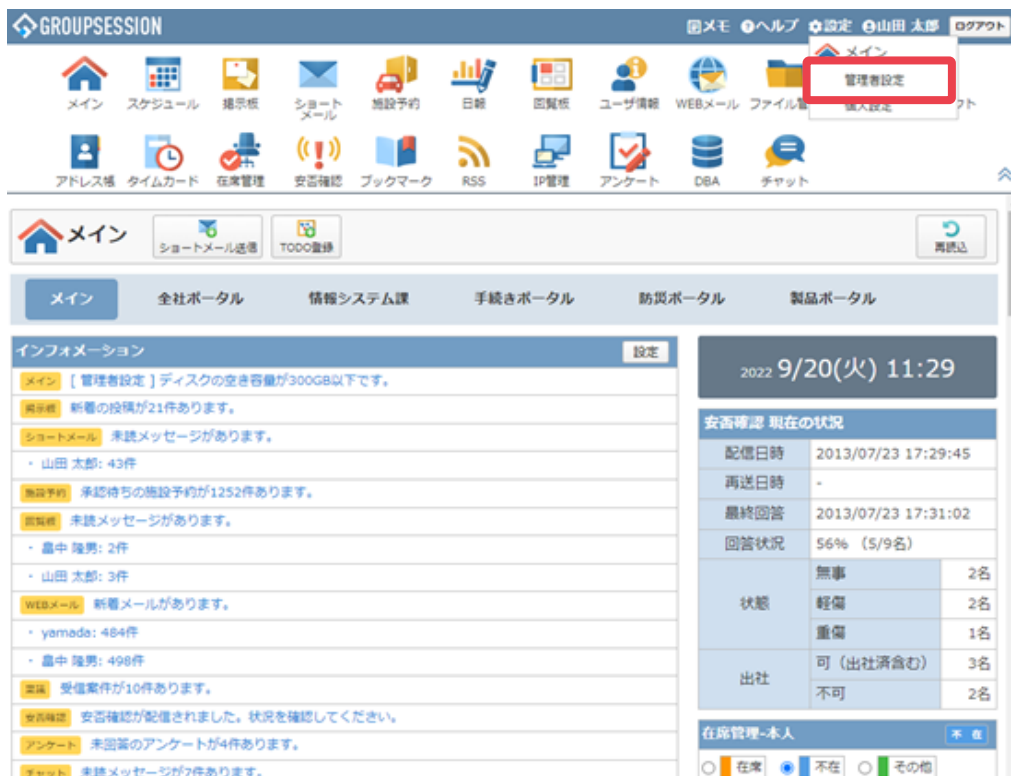 GROUPSESSION メモ ヘルプ 設定 山田 太郎 ログアウト
メイン
管理者設定
個人設定
メイン スケジュール 掲示板 ショートメール 施設予約 日報 回覧板 ユーザ情報 WEBメール ファイル管
アドレス帳 タイムカード 在席管理 安否確認 ブックマーク RSS IP管理 アンケート DBA チャット
メイン ショートメール送信 TODO登録 再読込
メイン 全社ポータル 情報システム課 手続きポータル 防災ポータル 製品ポータル
インフォメーション 設定
メイン [ 管理者設定 ] ディスクの空き容量が300GB以下です。
掲示板 新着の投稿が21件あります。
ショートメール 未読メッセージがあります。
・ 山田 太郎: 43件
施設予約 承認待ちの施設予約が1252件あります。
回覧板 未読メッセージがあります。
・ 畠中 隆男: 2件
・ 山田 太郎: 3件
WEBメール 新着メールがあります。
・ yamada: 484件
・ 畠中 隆男: 498件
稟議 受信案件が10件あります。
安否確認 安否確認が配信されました。状況を確認してください。
アンケート 未回答のアンケートが4件あります。
チャット 未読メッセージが7件あります。
2022 9/20(火) 11:29
安否確認 現在の状況
配信日時 2013/07/23 17:29:45
再送日時 -
最終回答 2013/07/23 17:31:02
回答状況 56% (5/9名)
状態 無事 2名
軽傷 2名
重傷 1名
出社 可（出社済含む） 3名
不可 2名
在席管理-本人 不 在
在席 不在 その他